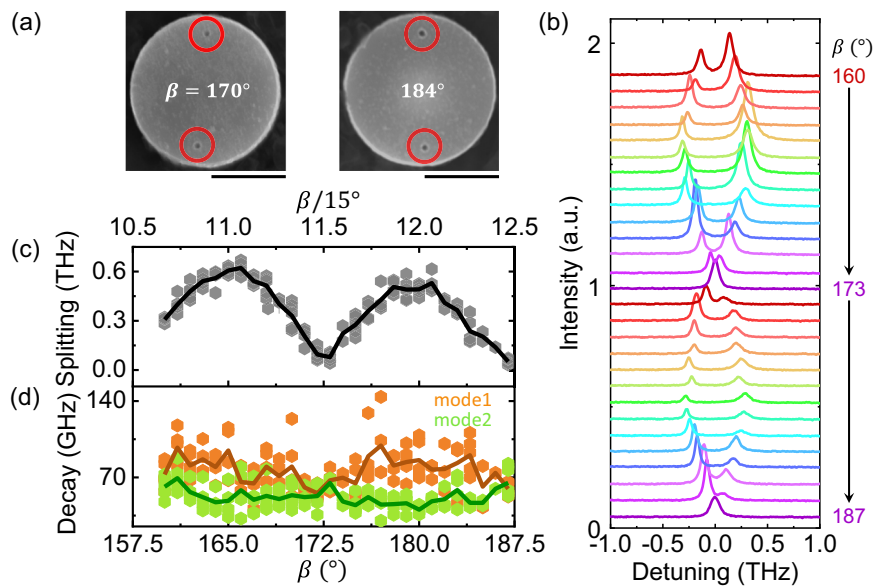 (a)
β = 170°
184°
(b)
2
1
0
Intensity (a.u.)
-1.0 -0.5 0.0 0.5 1.0
Detuning (THz)
β (°)
160
173
187
β/15°
10.5 11.0 11.5 12.0 12.5
(c)
Splitting (THz)
0.6
0.3
0.0
(d)
Decay (GHz)
140
70
mode1
mode2
157.5 165.0 172.5 180.0 187.5
β (°)